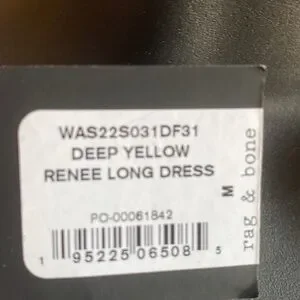 WAS22S031DF31
DEEP YELLOW
RENEE LONG DRESS
M
PO-00061842
1 95225 06508 5
rag & bone